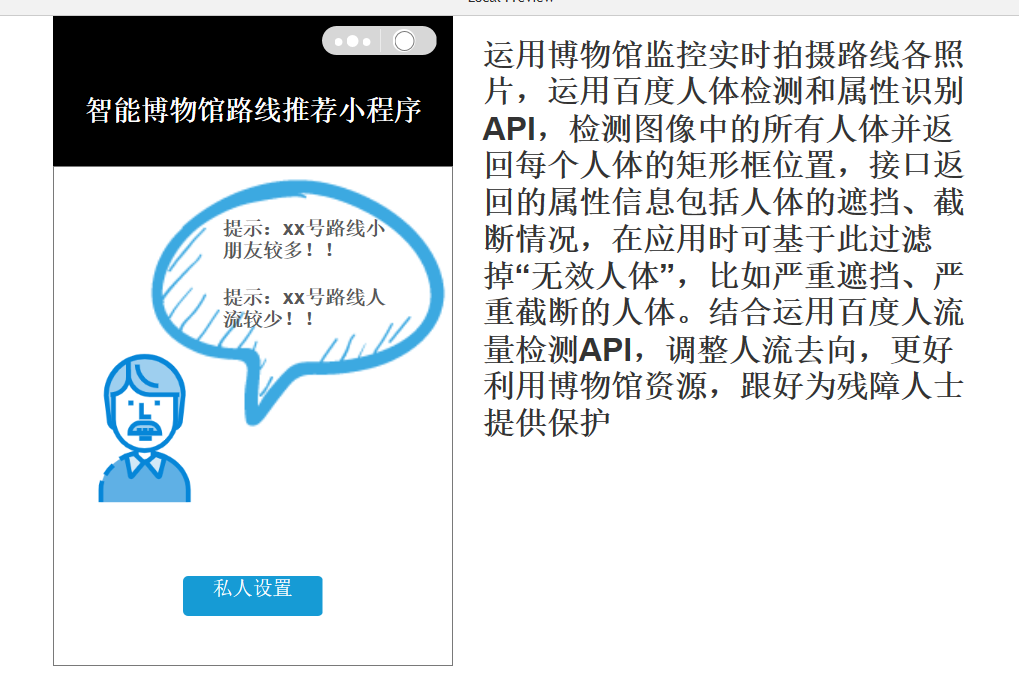 智能博物馆路线推荐小程序
提示：xx号路线小
朋友较多！！
提示：xx号路线人
流较少！！
私人设置
运用博物馆监控实时拍摄路线各照
片，运用百度人体检测和属性识别
API，检测图像中的所有人体并返
回每个人体的矩形框位置，接口返
回的属性信息包括人体的遮挡、截
断情况，在应用时可基于此过滤
掉“无效人体”，比如严重遮挡、严
重截断的人体。结合运用百度人流
量检测API，调整人流去向，更好
利用博物馆资源，跟好为残障人士
提供保护